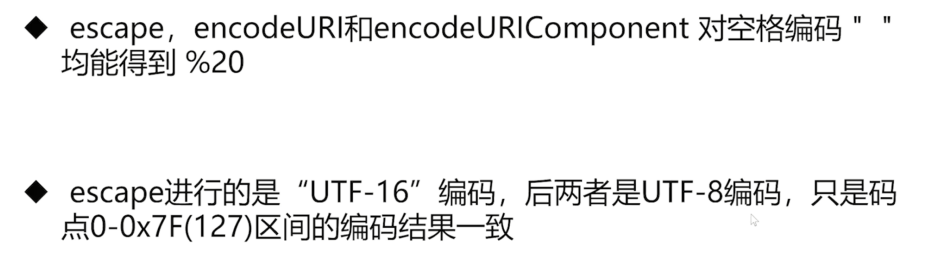 ◆ escape，encodeURI和encodeURIComponent 对空格编码 " "
均能得到 %20
◆ escape进行的是“UTF-16”编码，后两者是UTF-8编码，只是码
点0-0x7F(127)区间的编码结果一致